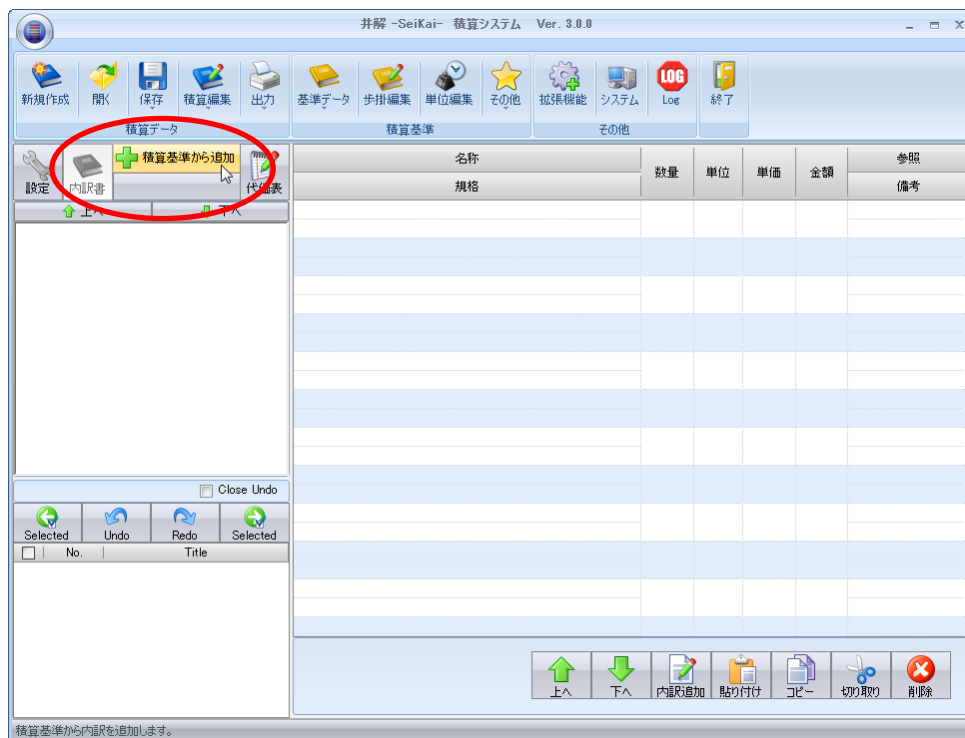 井解 -SeiKai- 積算システム Ver. 3.0.0
新規作成 開く 保存 積算編集 出力 基準データ 歩掛編集 単位編集 その他 拡張機能 システム Log 終了
LOG
積算データ 積算基準 その他
設定 内訳書 積算基準から追加 代価表
上へ 下へ
名称 数量 単位 単価 金額 参照
規格 備考
Close Undo
Selected Undo Redo Selected
No. Title
上へ 下へ 内訳追加 貼り付け コピー 切り取り 削除
積算基準から内訳を追加します。